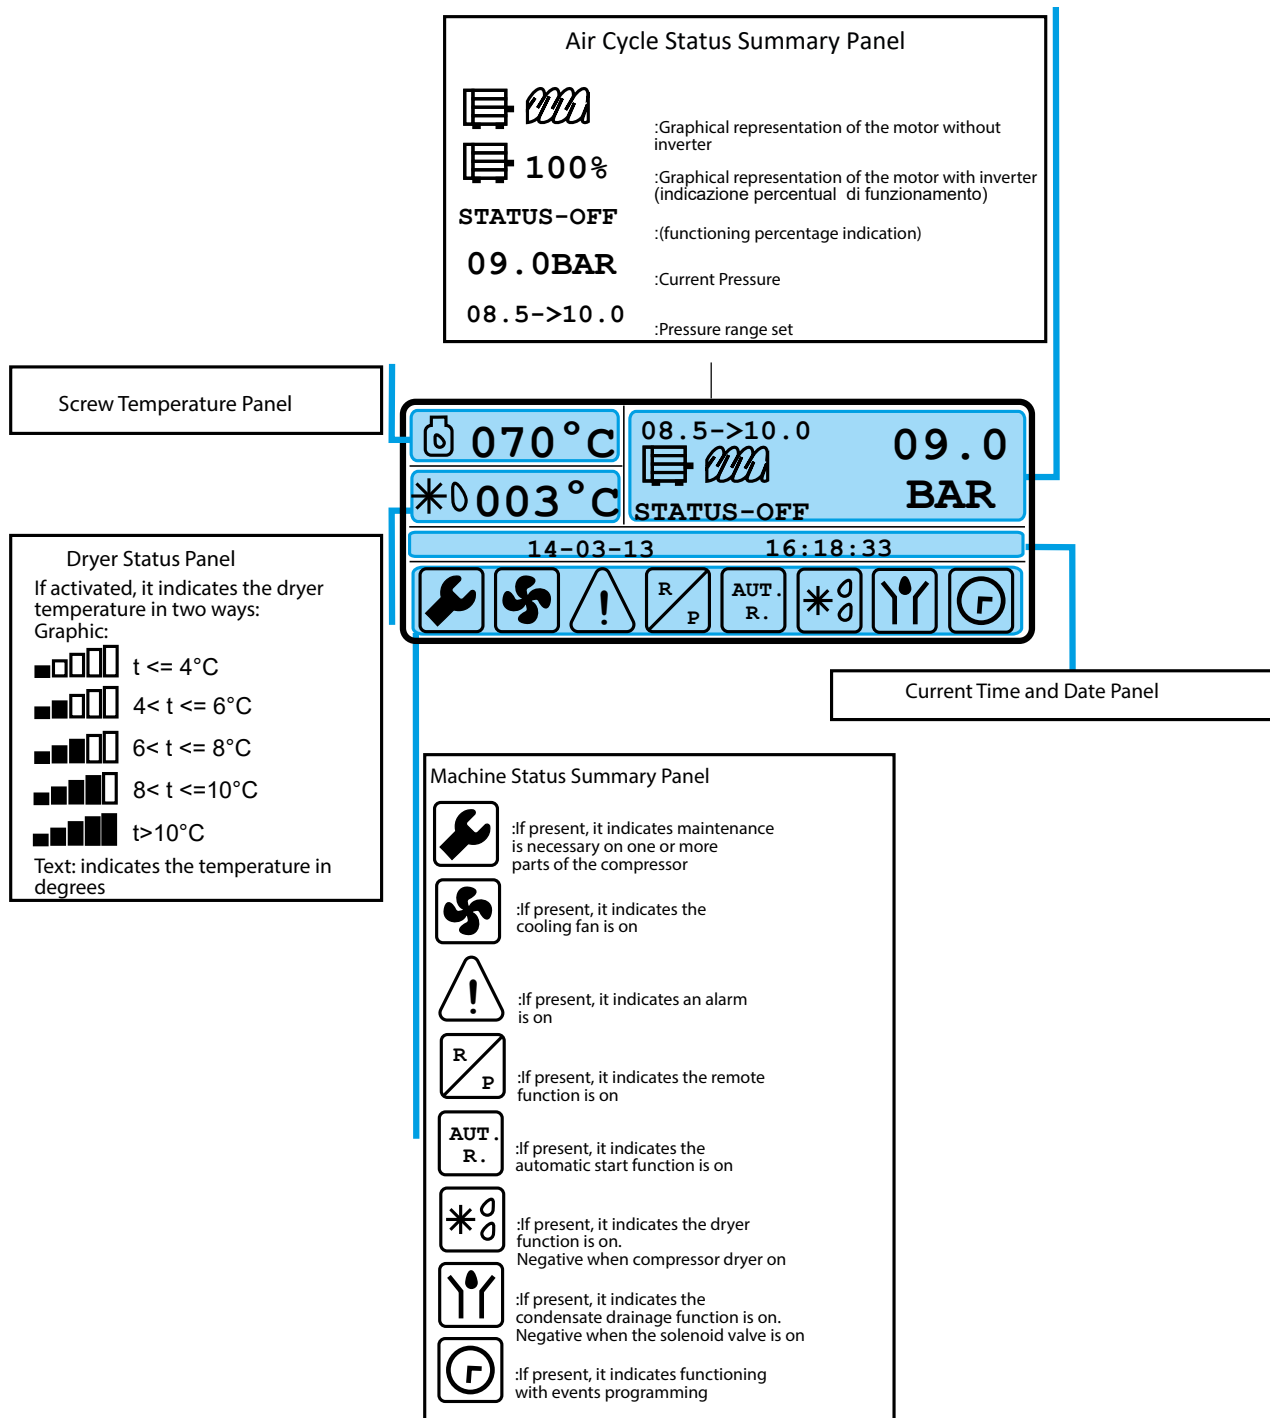 Air Cycle Status Summary Panel
:Graphical representation of the motor without
inverter
100%
:Graphical representation of the motor with inverter
(indicazione percentual di funzionamento)
STATUS-OFF
:(functioning percentage indication)
09.0BAR
:Current Pressure
08.5->10.0
:Pressure range set
Screw Temperature Panel
070°C
08.5->10.0
09.0
BAR
003°C
STATUS-OFF
14-03-13 16:18:33
R
P
AUT.
R.
Dryer Status Panel
If activated, it indicates the dryer
temperature in two ways:
Graphic:
t <= 4°C
4< t <= 6°C
6< t <= 8°C
8< t <=10°C
t>10°C
Text: indicates the temperature in
degrees
Current Time and Date Panel
Machine Status Summary Panel
:If present, it indicates maintenance
is necessary on one or more
parts of the compressor
:If present, it indicates the
cooling fan is on
:If present, it indicates an alarm
is on
R
P
:If present, it indicates the remote
function is on
AUT.
R.
:If present, it indicates the
automatic start function is on
:If present, it indicates the dryer
function is on.
Negative when compressor dryer on
:If present, it indicates the
condensate drainage function is on.
Negative when the solenoid valve is on
:If present, it indicates functioning
with events programming